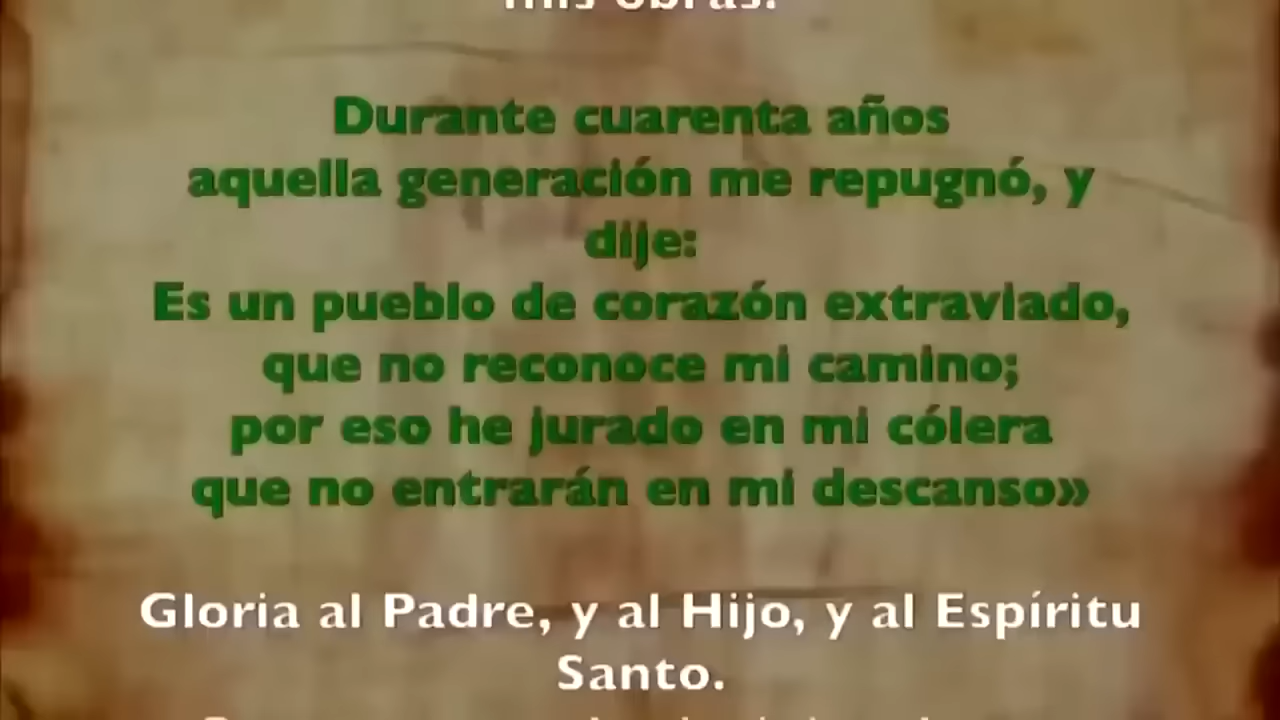 mis obras.
Durante cuarenta años
aquella generación me repugnó, y
dije:
Es un pueblo de corazón extraviado,
que no reconoce mi camino;
por eso he jurado en mi cólera
que no entrarán en mi descanso»
Gloria al Padre, y al Hijo, y al Espíritu
Santo.